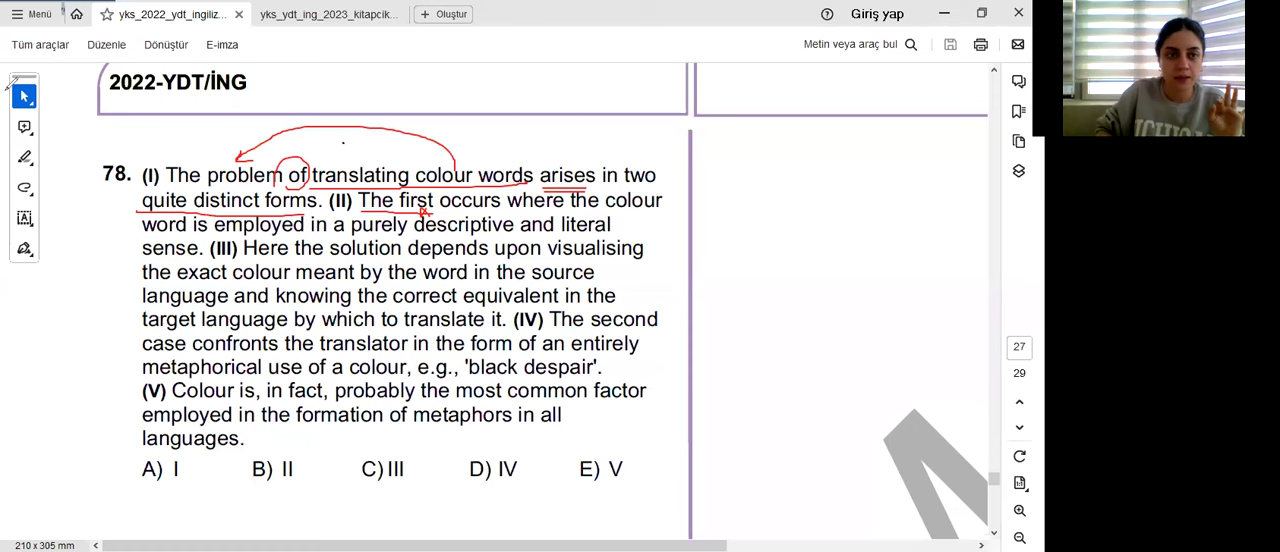 Menü
yks_2022_ydt_ingiliz...
yks_ydt_ing_2023_kitapcik...
Oluştur
Giriş yap
Tüm araçlar
Düzenle
Dönüştür
E-imza
Metin veya araç bul
2022-YDT/İNG
78. (I) The problem of translating colour words arises in two
quite distinct forms. (II) The first occurs where the colour
word is employed in a purely descriptive and literal
sense. (III) Here the solution depends upon visualising
the exact colour meant by the word in the source
language and knowing the correct equivalent in the
target language by which to translate it. (IV) The second
case confronts the translator in the form of an entirely
metaphorical use of a colour, e.g., 'black despair'.
(V) Colour is, in fact, probably the most common factor
employed in the formation of metaphors in all
languages.
A) I B) II C) III D) IV E) V
27
29
210 x 305 mm